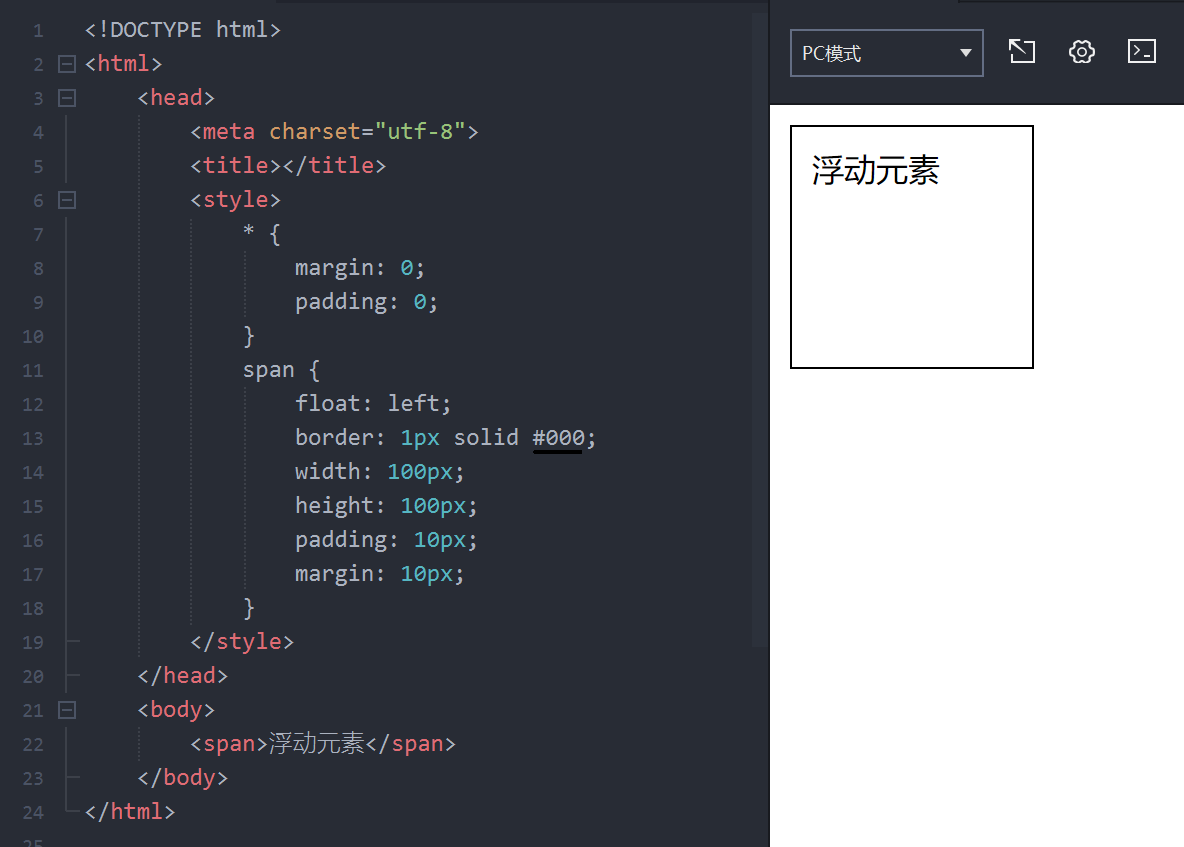 1 <!DOCTYPE html>
2 <html>
3 <head>
4 <meta charset="utf-8">
5 <title></title>
6 <style>
7 * {
8 margin: 0;
9 padding: 0;
10 }
11 span {
12 float: left;
13 border: 1px solid #000;
14 width: 100px;
15 height: 100px;
16 padding: 10px;
17 margin: 10px;
18 }
19 </style>
20 </head>
21 <body>
22 <span>浮动元素</span>
23 </body>
24 </html>
25
PC模式
浮动元素